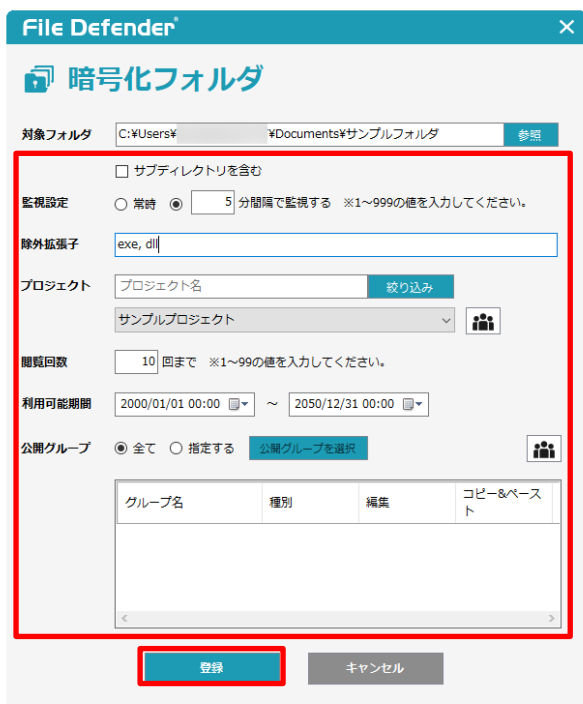 File Defender®
暗号化フォルダ
対象フォルダ C:¥Users¥ ¥Documents¥サンプルフォルダ 参照
サブディレクトリを含む
監視設定 常時 5 分間隔で監視する ※1～999の値を入力してください。
除外拡張子 exe, dll
プロジェクト プロジェクト名 絞り込み
サンプルプロジェクト
閲覧回数 10 回まで ※1～99の値を入力してください。
利用可能期間 2000/01/01 00:00 ～ 2050/12/31 00:00
公開グループ 全て 指定する 公開グループを選択
グループ名 種別 編集 コピー&ペース
ト
登録 キャンセル